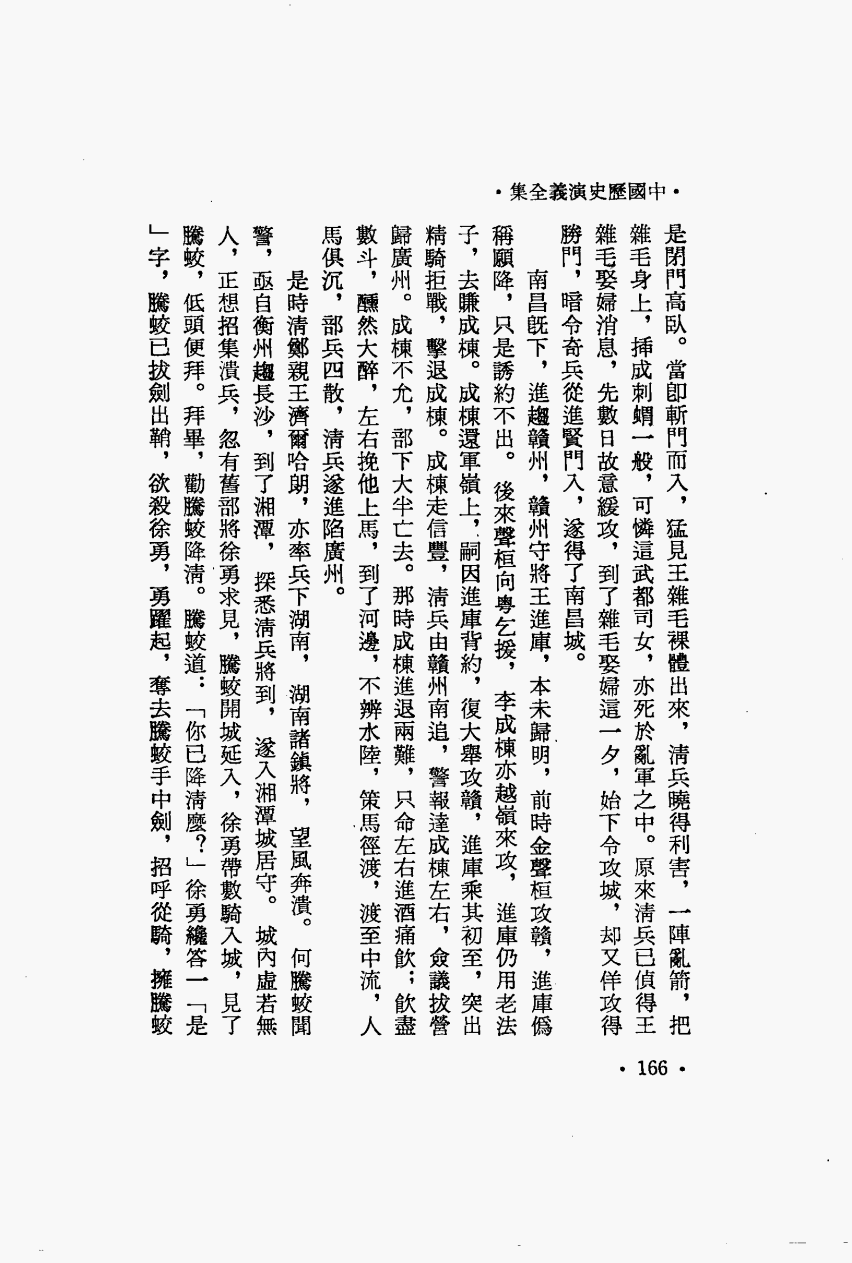 •中國歷史演義全集•
是閉門高臥。當卽斬門而入，猛見王雜毛裸體出來，淸兵曉得利害，一陣亂箭，把
雜毛身上，揷成刺蝟一般，可憐這武都司女，亦死於亂軍之中。原來淸兵已偵得王
雜毛娶婦消息，先數日故意緩攻，到了雜毛娶婦這一夕，始下令攻城，却又佯攻得
勝門，暗令奇兵從進賢門入，遂得了南昌城。
南昌旣下，進趨贛州，贛州守將王進庫，本未歸明，前時金聲桓攻贛，進庫僞
稱願降，只是誘約不出。後來聲桓向粵乞援，李成棟亦越嶺來攻，進庫仍用老法
子，去賺成棟。成棟還軍嶺上，嗣因進庫背約，復大舉攻贛，進庫乘其初至，突出
精騎拒戰，擊退成棟。成棟走信豐，淸兵由贛州南追，警報達成棟左右，僉議拔營
歸廣州。成棟不允，部下大半亡去。那時成棟進退兩難，只命左右進酒痛飮；飮盡
數斗，醺然大醉，左右挽他上馬，到了河邊，不辨水陸，策馬徑渡，渡至中流，人
馬俱沉，部兵四散，淸兵遂進陷廣州。
是時淸鄭親王濟爾哈朗，亦率兵下湖南，湖南諸鎭將，望風奔潰。何騰蛟聞
警，亟自衡州趨長沙，到了湘潭，探悉淸兵將到，遂入湘潭城居守。城內虛若無
人，正想招集潰兵，忽有舊部將徐勇求見，騰蛟開城延入，徐勇帶數騎入城，見了
騰蛟，低頭便拜。拜畢，勸騰蛟降淸。騰蛟道：「你已降淸麼？」徐勇纔答一「是
」字，騰蛟已拔劍出鞘，欲殺徐勇，勇躍起，奪去騰蛟手中劍，招呼從騎，擁騰蛟
•166•